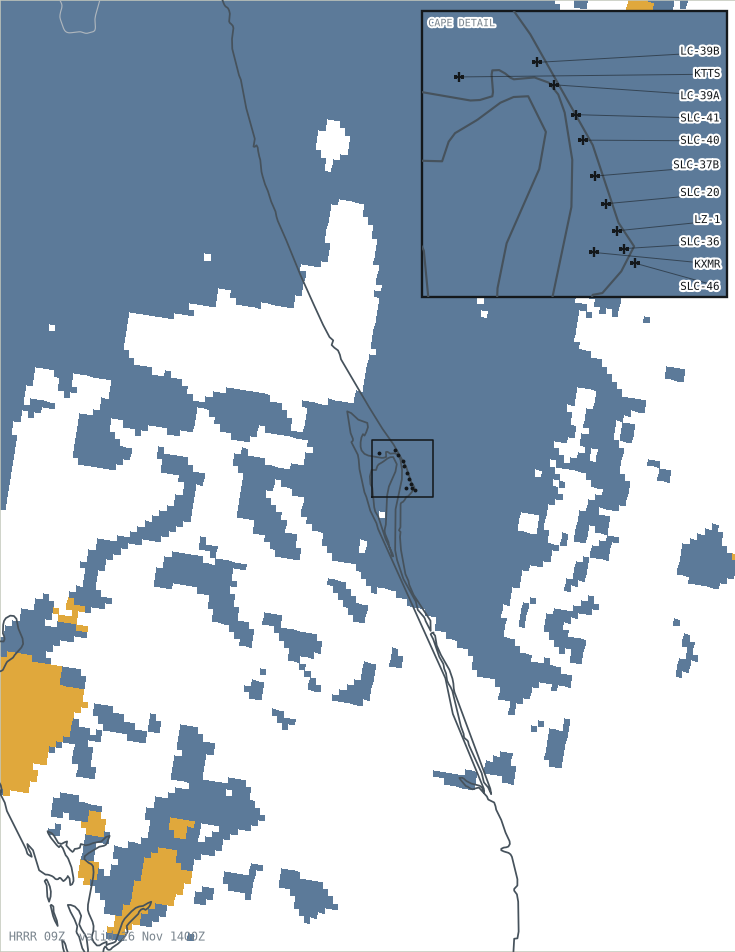 CAPE DETAIL
LC-39B
KTTS
LC-39A
SLC-41
SLC-40
SLC-37B
SLC-20
LZ-1
SLC-36
KXMR
SLC-46
HRRR 09Z valid 26 Nov 1400Z